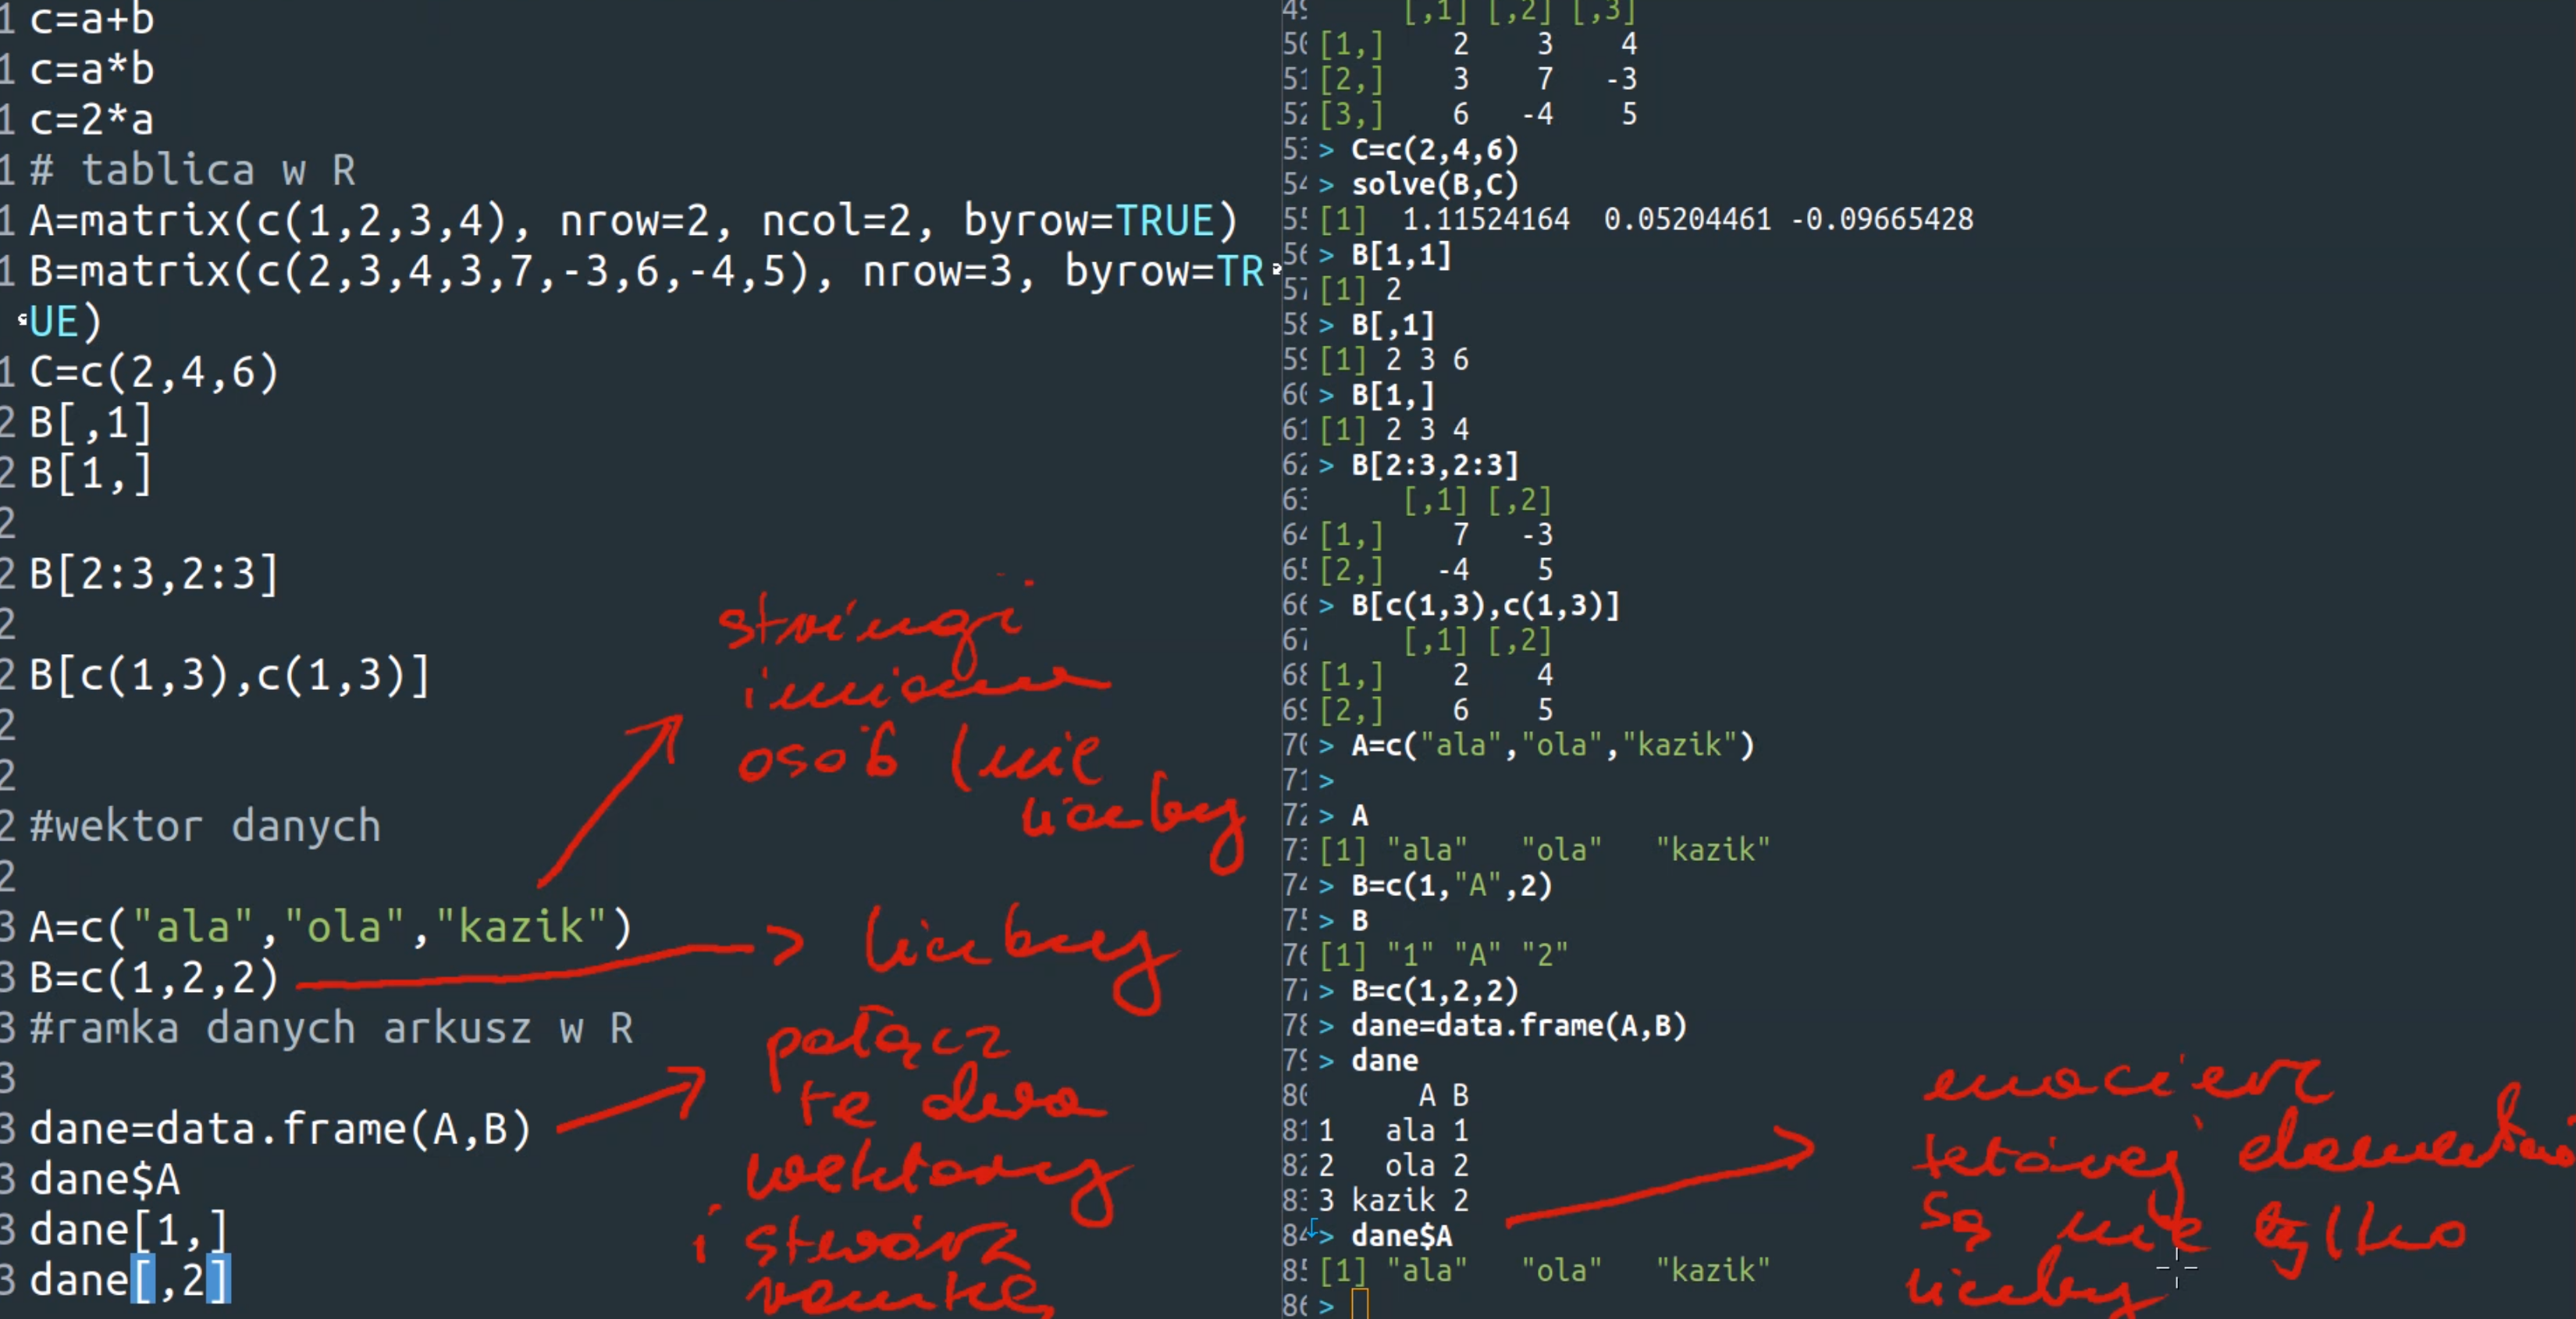 1 c=a+b
1 c=a*b
1 c=2*a
1 # tablica w R
1 A=matrix(c(1,2,3,4), nrow=2, ncol=2, byrow=TRUE)
1 B=matrix(c(2,3,4,3,7,-3,6,-4,5), nrow=3, byrow=TR
UE)
1 C=c(2,4,6)
2 B[,1]
2 B[1,]
2
2 B[2:3,2:3]
2
2 B[c(1,3),c(1,3)]
2
2
2 #wektor danych
2
3 A=c("ala","ola","kazik")
3 B=c(1,2,2)
3 #ramka danych arkusz w R
3
3 dane=data.frame(A,B)
3 dane$A
3 dane[1,]
3 dane[,2]
stringi
imiona
osób (nie
liczby
liczby
połącz
te dwa
wektory
i stwórz
ramkę
49 [,1] [,2] [,3]
50 [1,] 2 3 4
51 [2,] 3 7 -3
52 [3,] 6 -4 5
53 > C=c(2,4,6)
54 > solve(B,C)
55 [1] 1.11524164 0.05204461 -0.09665428
56 > B[1,1]
57 [1] 2
58 > B[,1]
59 [1] 2 3 6
60 > B[1,]
61 [1] 2 3 4
62 > B[2:3,2:3]
63 [,1] [,2]
64 [1,] 7 -3
65 [2,] -4 5
66 > B[c(1,3),c(1,3)]
67 [,1] [,2]
68 [1,] 2 4
69 [2,] 6 5
70 > A=c("ala","ola","kazik")
71 >
72 > A
73 [1] "ala" "ola" "kazik"
74 > B=c(1,"A",2)
75 > B
76 [1] "1" "A" "2"
77 > B=c(1,2,2)
78 > dane=data.frame(A,B)
79 > dane
80 A B
81 1 ala 1
82 2 ola 2
83 3 kazik 2
84 > dane$A
85 [1] "ala" "ola" "kazik"
86 >
macierz
której elementami
są nie tylko
liczby